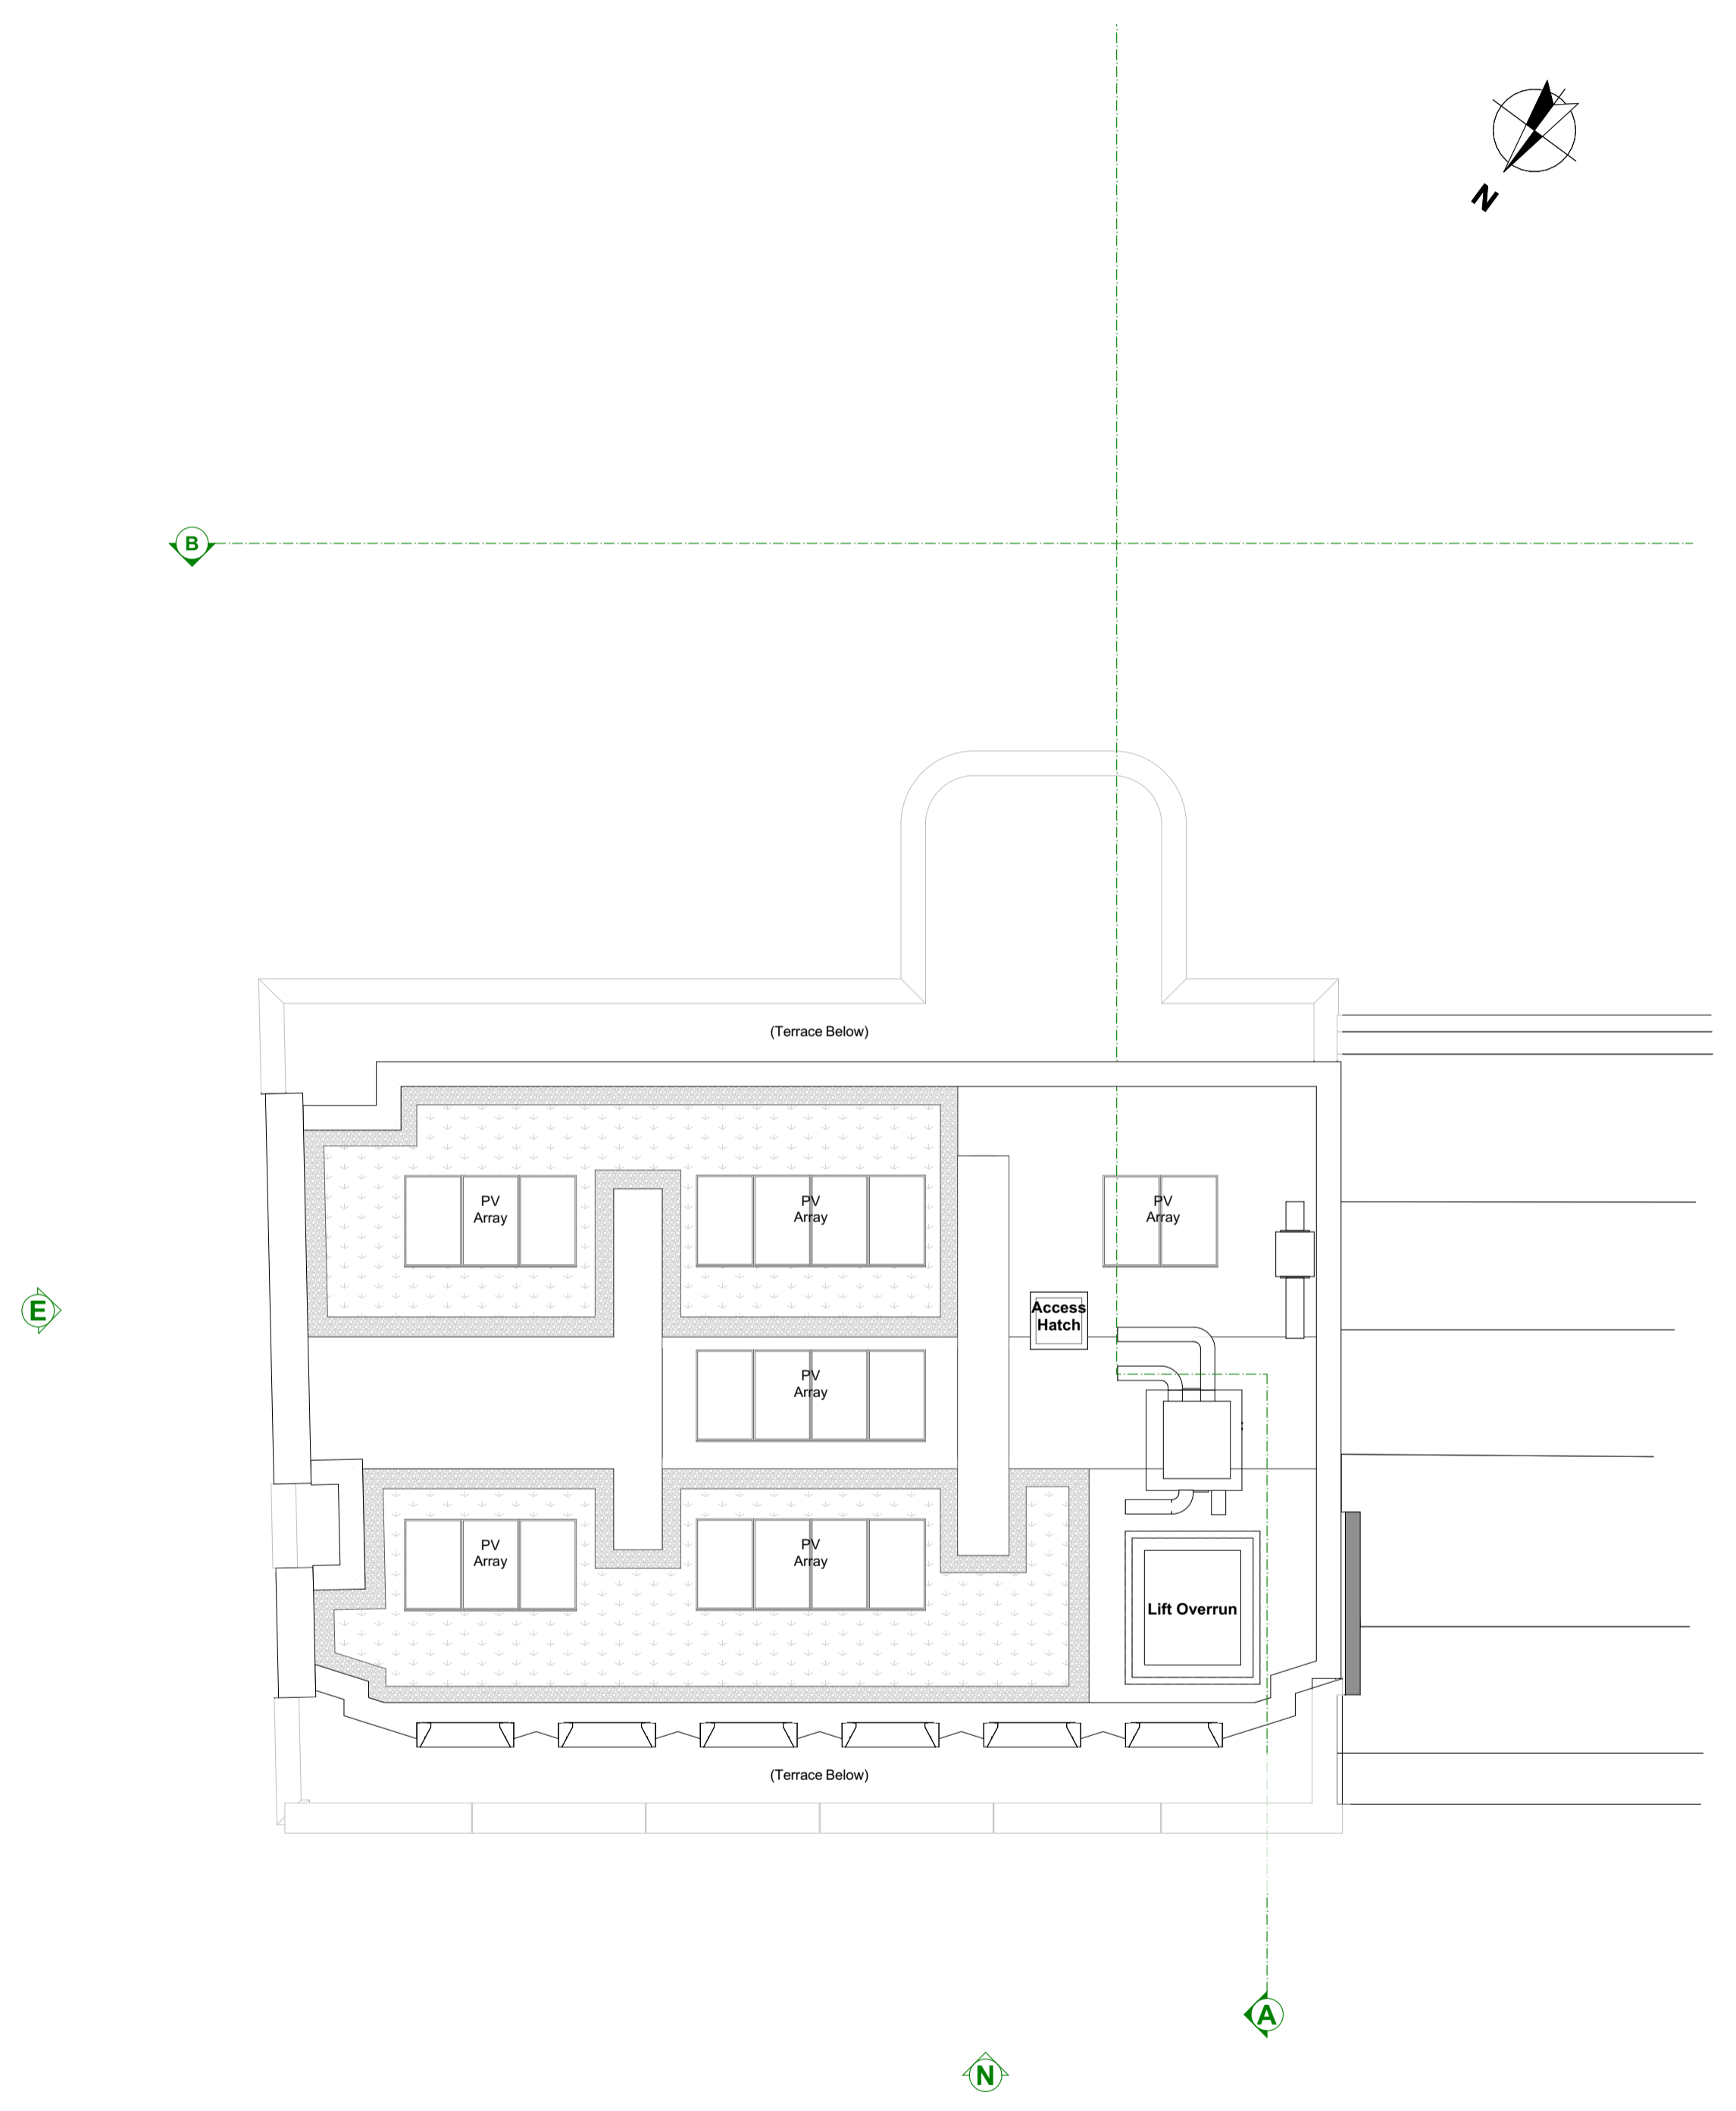 N
B
(Terrace Below)
PV
Array
PV
Array
PV
Array
E
Access
Hatch
PV
Array
PV
Array
PV
Array
Lift Overrun
(Terrace Below)
A
N